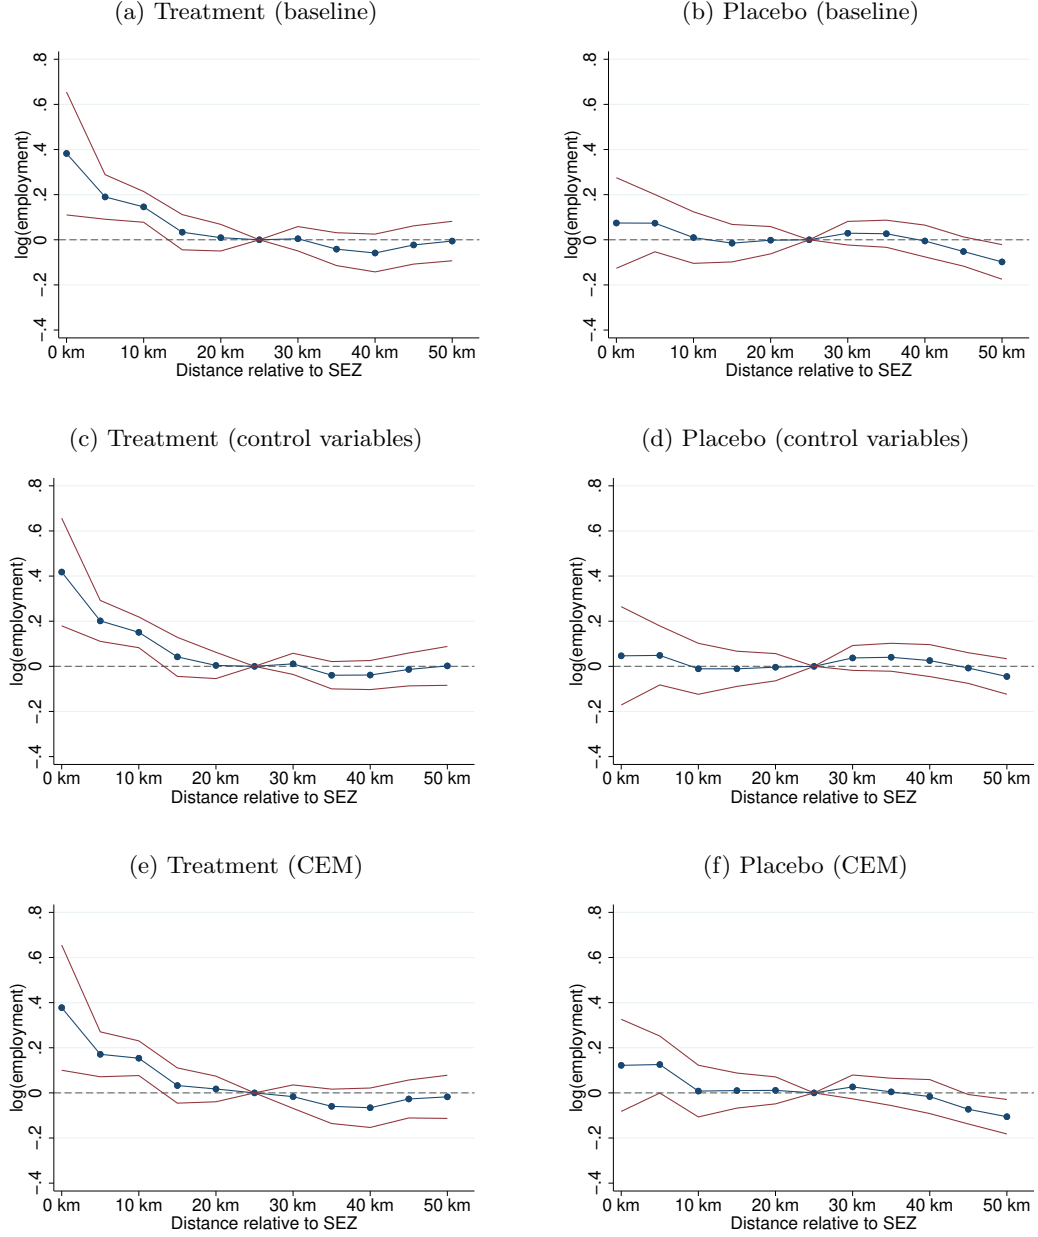 (a) Treatment (baseline)
(b) Placebo (baseline)
log(employment)
.8
.6
.4
.2
0
-.2
-.4
0 km 10 km 20 km 30 km 40 km 50 km
Distance relative to SEZ
log(employment)
.8
.6
.4
.2
0
-.2
-.4
0 km 10 km 20 km 30 km 40 km 50 km
Distance relative to SEZ
(c) Treatment (control variables)
(d) Placebo (control variables)
log(employment)
.8
.6
.4
.2
0
-.2
-.4
0 km 10 km 20 km 30 km 40 km 50 km
Distance relative to SEZ
log(employment)
.8
.6
.4
.2
0
-.2
-.4
0 km 10 km 20 km 30 km 40 km 50 km
Distance relative to SEZ
(e) Treatment (CEM)
(f) Placebo (CEM)
log(employment)
.8
.6
.4
.2
0
-.2
-.4
0 km 10 km 20 km 30 km 40 km 50 km
Distance relative to SEZ
log(employment)
.8
.6
.4
.2
0
-.2
-.4
0 km 10 km 20 km 30 km 40 km 50 km
Distance relative to SEZ